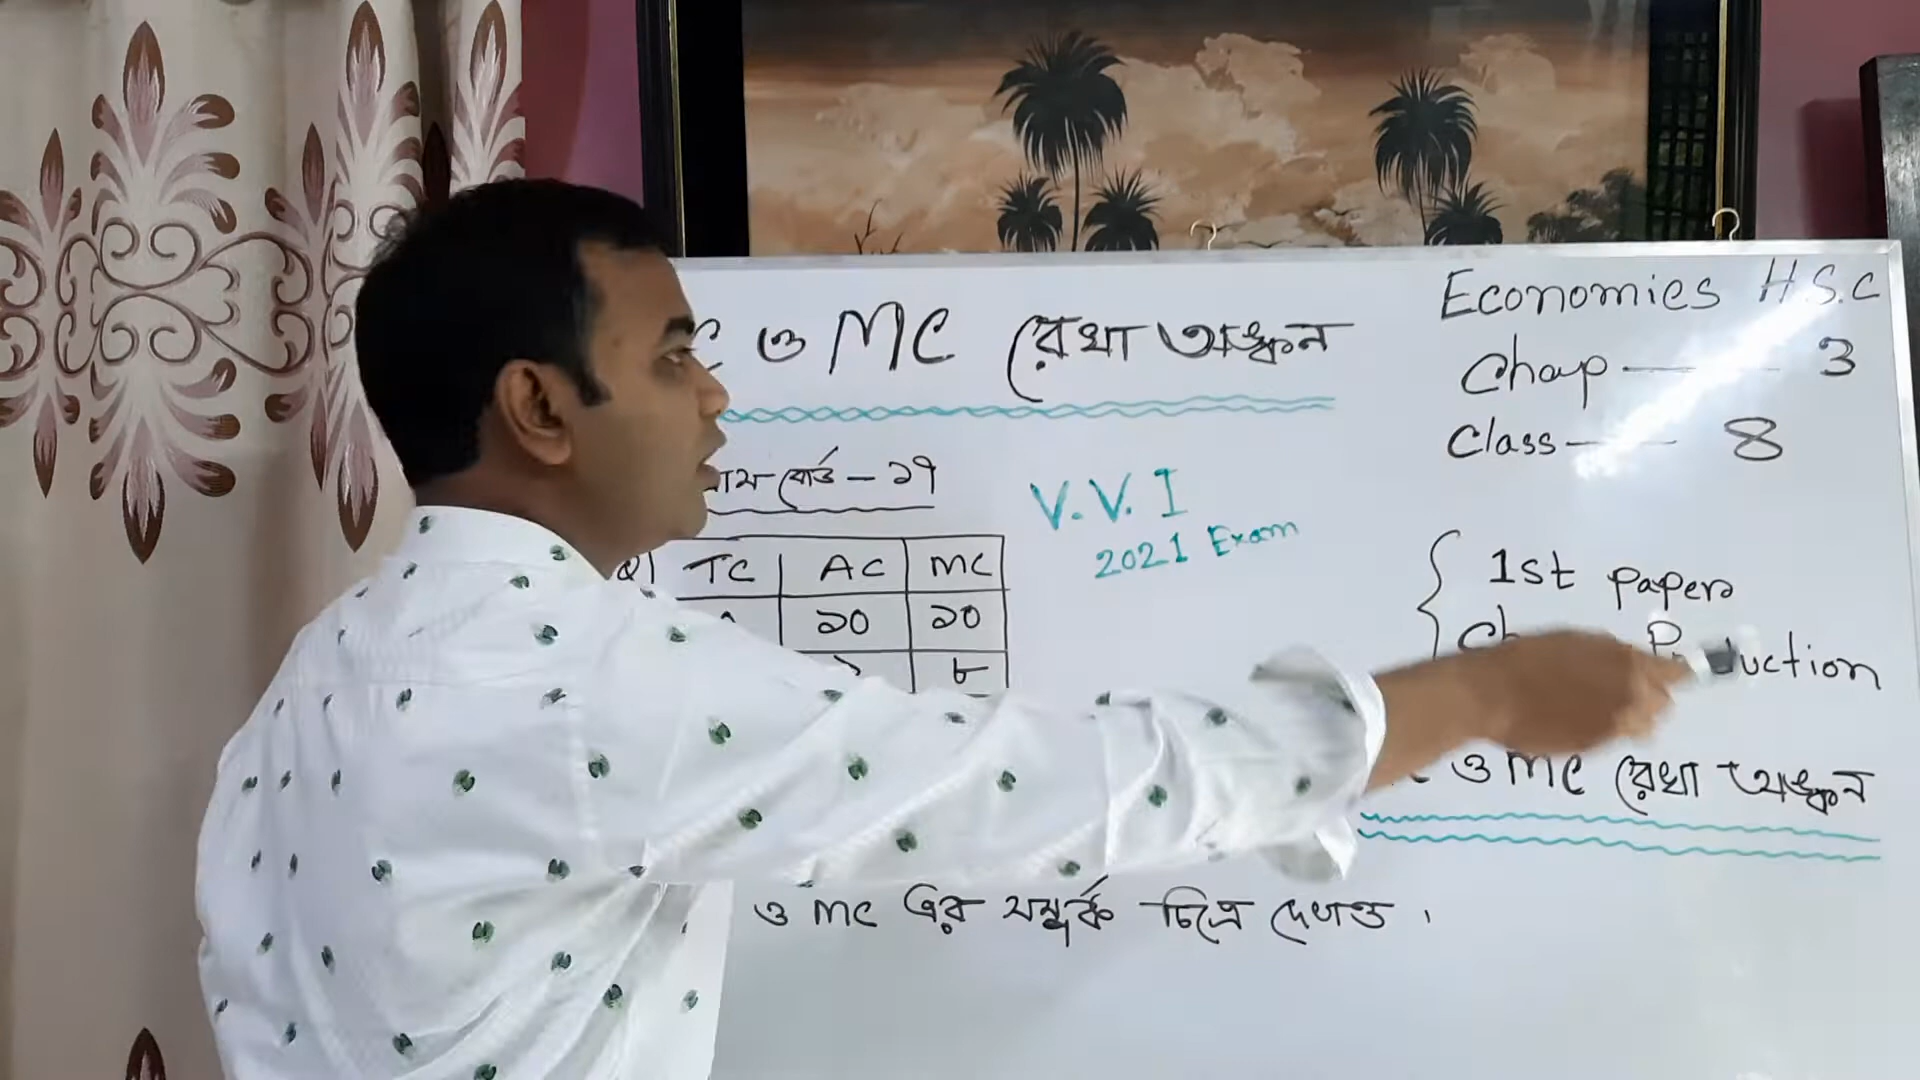 ও MC রেখা অঙ্কন
Economics H.S.C
Chap — 3
Class — 8
বোর্ড - ১৭
V.V.I
2021 Exam
TC AC MC
১০ ১০
৮
1st paper
Production
ও MC রেখা অঙ্কন
ও MC এর সম্পর্ক চিত্রে দেখাও ।